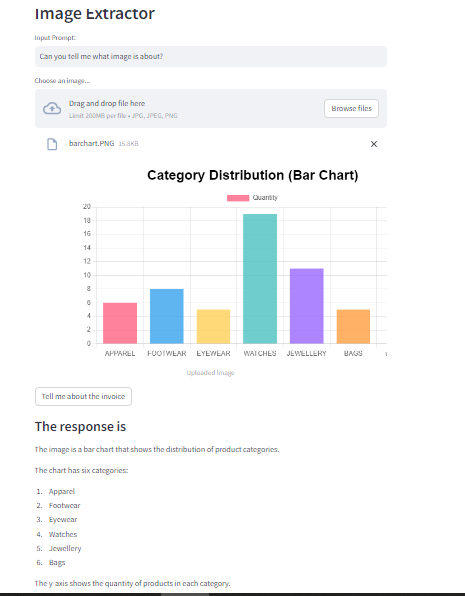 Image Extractor
Input Prompt:
Can you tell me what image is about?
Choose an image...
Drag and drop file here
Limit 200MB per file • JPG, JPEG, PNG
Browse files
barchart.PNG 15.8KB
Category Distribution (Bar Chart)
Quantity
20
18
16
14
12
10
8
6
4
2
0
APPAREL FOOTWEAR EYEWEAR WATCHES JEWELLERY BAGS
Uploaded Image
Tell me about the invoice
The response is
The image is a bar chart that shows the distribution of product categories.
The chart has six categories:
1. Apparel
2. Footwear
3. Eyewear
4. Watches
5. Jewellery
6. Bags
The y-axis shows the quantity of products in each category.